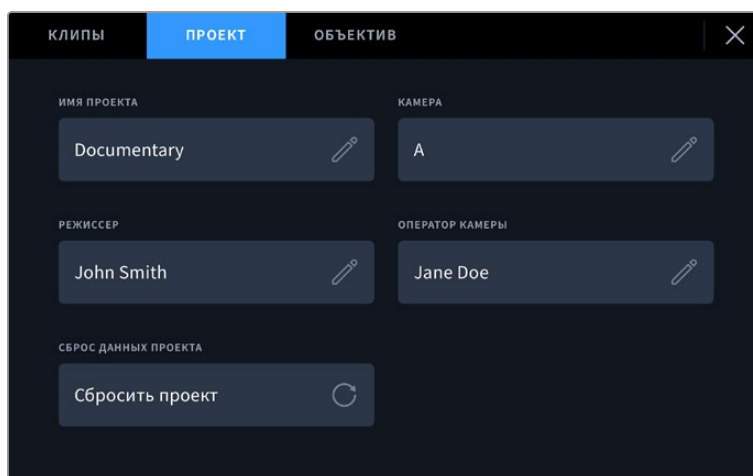 КЛИПЫ ПРОЕКТ ОБЪЕКТИВ
ИМЯ ПРОЕКТА КАМЕРА
Documentary A
РЕЖИССЕР ОПЕРАТОР КАМЕРЫ
John Smith Jane Doe
СБРОС ДАННЫХ ПРОЕКТА
Сбросить проект